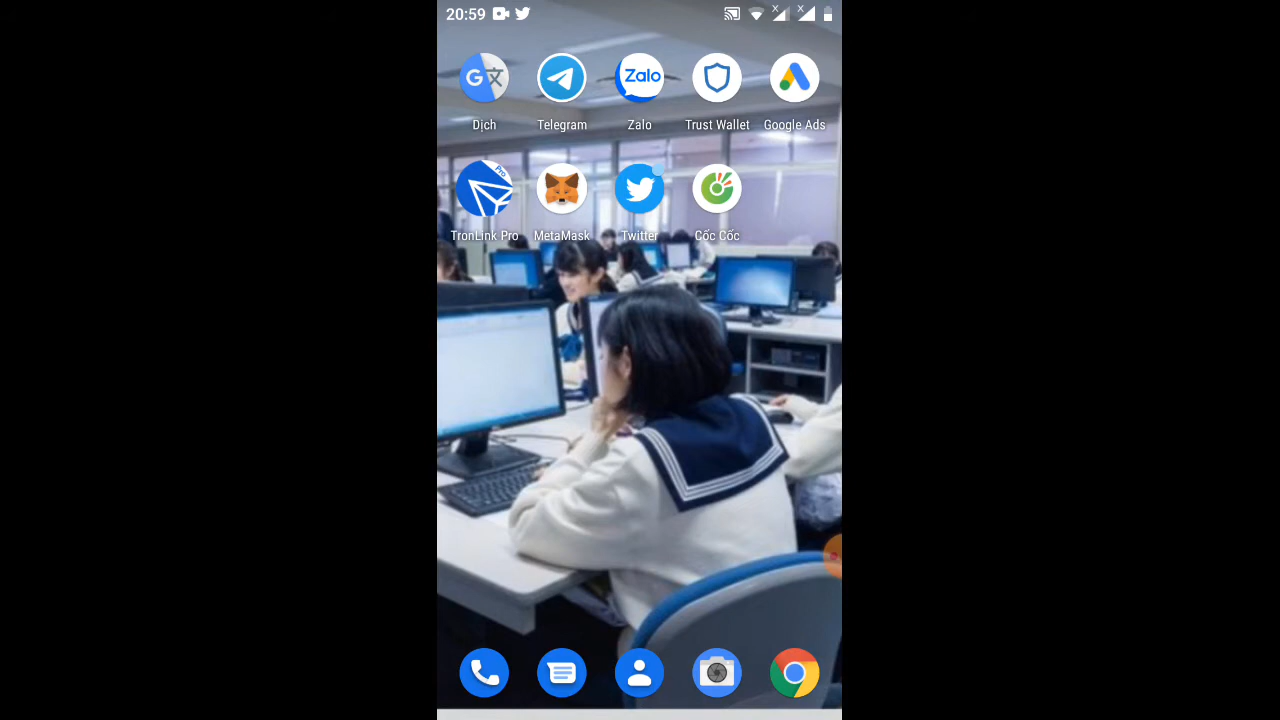 20:59
Zalo
Dịch
Telegram
Zalo
Trust Wallet
Google Ads
Pro
TronLink Pro
MetaMask
Twitter
Cốc Cốc